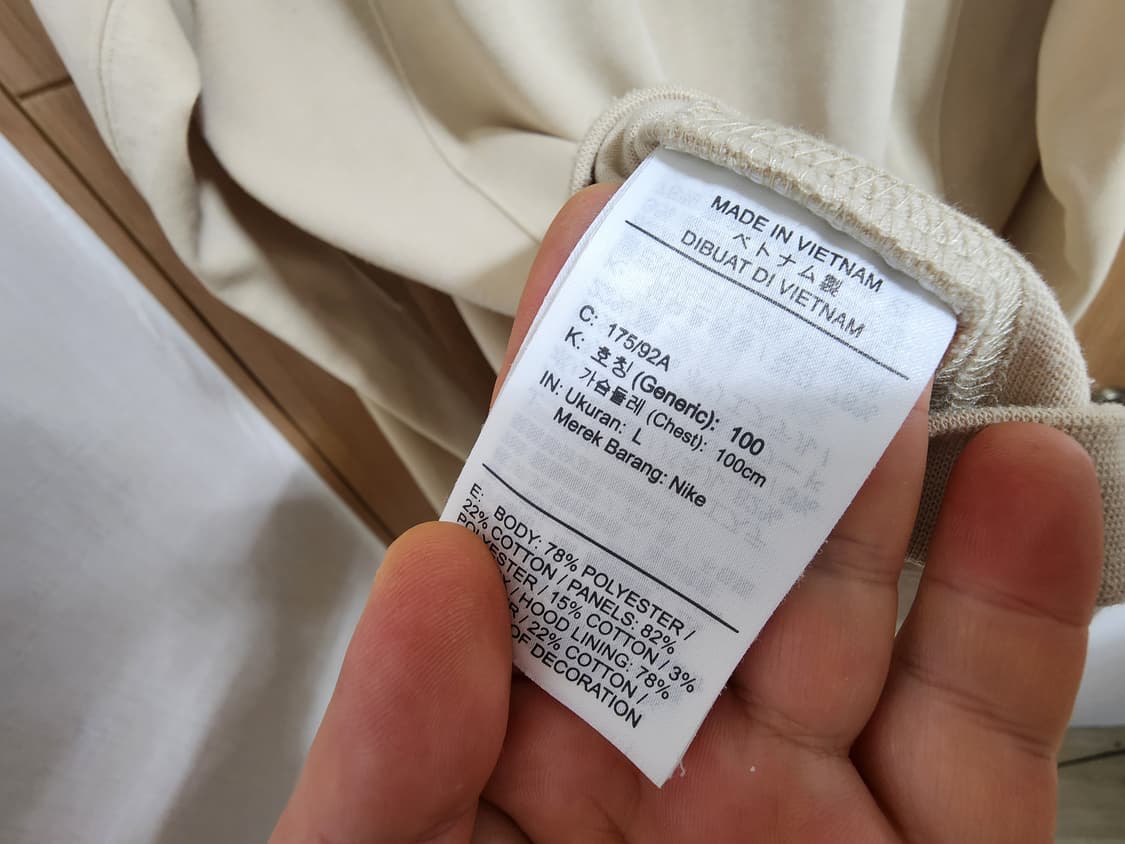 MADE IN VIETNAM
ベトナム製
DIBUAT DI VIETNAM
C: 175/92A
K: 호칭 (Generic): 100
가슴둘레 (Chest): 100cm
IN: Ukuran: L
Merek Barang: Nike
E: BODY: 78% POLYESTER /
22% COTTON / PANELS: 82%
POLYESTER / 15% COTTON / 3%
/ HOOD LINING: 78%
/ 22% COTTON /
OF DECORATION